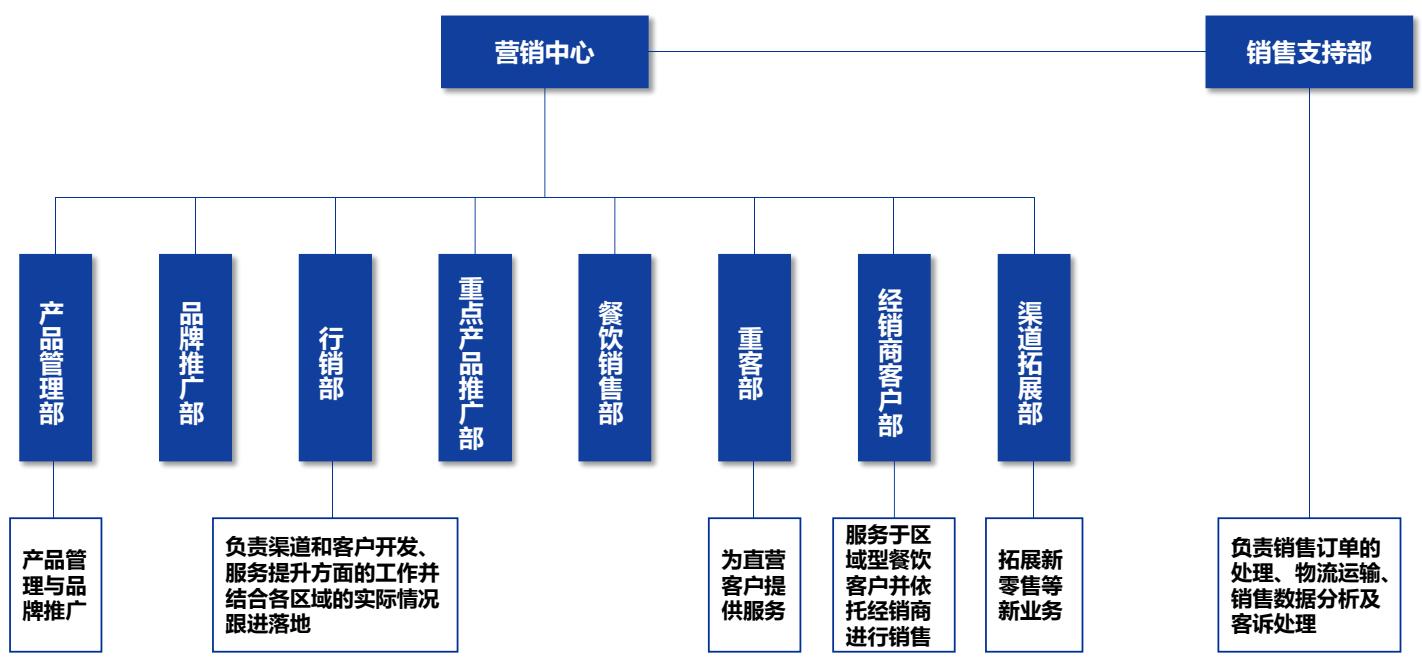 营销中心
销售支持部
产品管理部
品牌推广部
行销部
重点产品推广部
餐饮销售部
重客部
经销商客户部
渠道拓展部
产品管
理与品
牌推广
负责渠道和客户开发、
服务提升方面的工作并
结合各区域的实际情况
跟进落地
为直营
客户提
供服务
服务于区
域型餐饮
客户并依
托经销商
进行销售
拓展新
零售等
新业务
负责销售订单的
处理、物流运输、
销售数据分析及
客诉处理